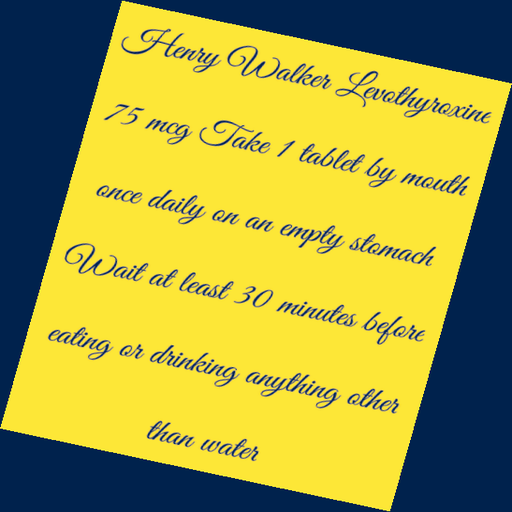 Henry Walker Levothyroxine
75 mcg Take 1 tablet by mouth
once daily on an empty stomach
Wait at least 30 minutes before
eating or drinking anything other
than water